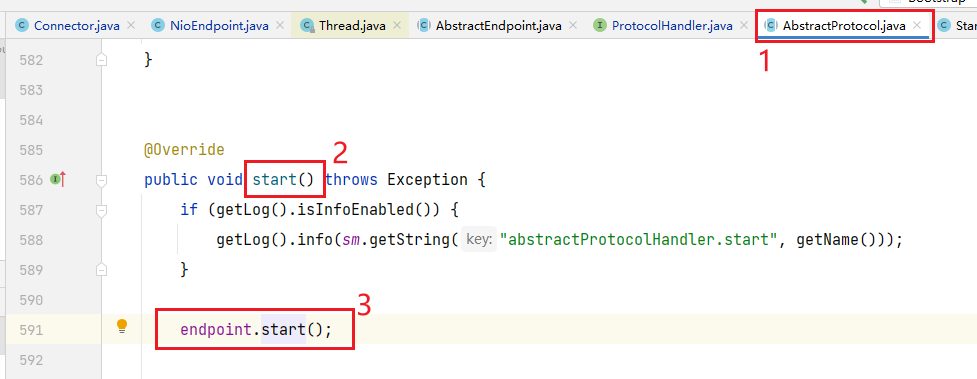 Bootstrap
Connector.java NioEndpoint.java Thread.java AbstractEndpoint.java ProtocolHandler.java AbstractProtocol.java Star
1
582 }
583
584
585 @Override
2
586 public void start() throws Exception {
587 if (getLog().isInfoEnabled()) {
588 getLog().info(sm.getString( key: "abstractProtocolHandler.start", getName()));
589 }
590
3
591 endpoint.start();
592